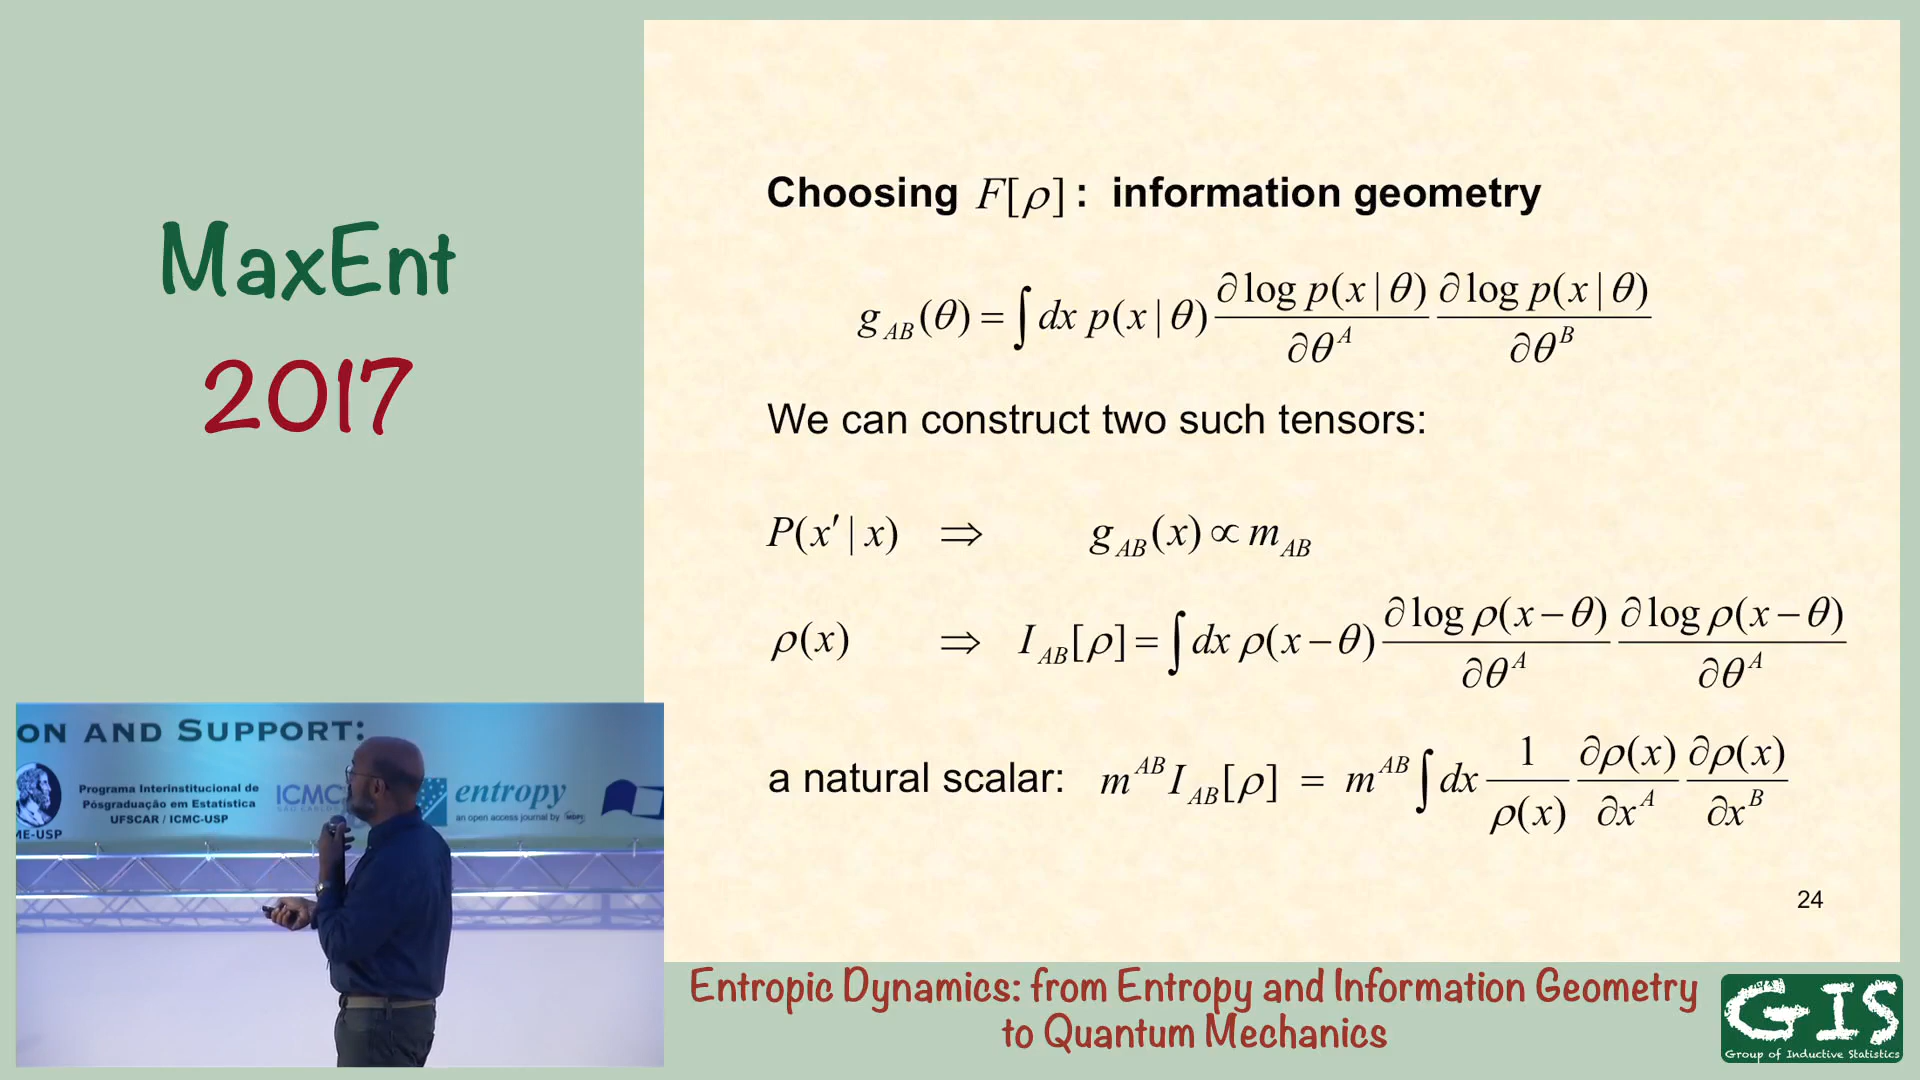 MaxEnt
2017
Choosing F[ρ] : information geometry
g_AB(θ) = ∫ dx p(x | θ) ∂log p(x | θ)/∂θ^A ∂log p(x | θ)/∂θ^B
We can construct two such tensors:
P(x′ | x) ⇒ g_AB(x) ∝ m_AB
ρ(x) ⇒ I_AB[ρ] = ∫ dx ρ(x − θ) ∂log ρ(x − θ)/∂θ^A ∂log ρ(x − θ)/∂θ^A
a natural scalar: m^AB I_AB[ρ] = m^AB ∫ dx 1/ρ(x) ∂ρ(x)/∂x^A ∂ρ(x)/∂x^B
24
ON AND SUPPORT:
ME-USP
Programa Interinstitucional de
Pósgraduação em Estatística
UFSCAR / ICMC-USP
ICMC
SÃO CARLOS
entropy
an open access journal by
Entropic Dynamics: from Entropy and Information Geometry
to Quantum Mechanics
GIS
Group of Inductive Statistics